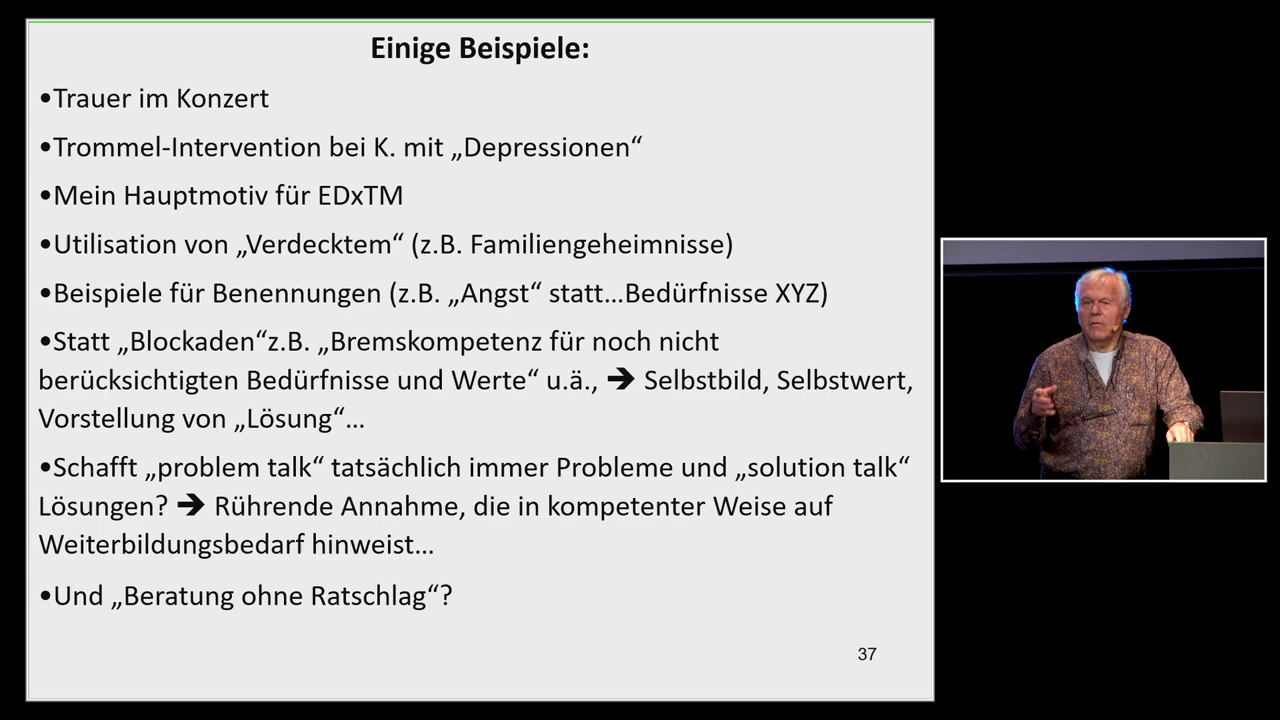 Einige Beispiele:
•Trauer im Konzert
•Trommel-Intervention bei K. mit „Depressionen“
•Mein Hauptmotiv für EDxTM
•Utilisation von „Verdecktem“ (z.B. Familiengeheimnisse)
•Beispiele für Benennungen (z.B. „Angst“ statt...Bedürfnisse XYZ)
•Statt „Blockaden“z.B. „Bremskompetenz für noch nicht
berücksichtigten Bedürfnisse und Werte“ u.ä., ➔ Selbstbild, Selbstwert,
Vorstellung von „Lösung“...
•Schafft „problem talk“ tatsächlich immer Probleme und „solution talk“
Lösungen? ➔ Rührende Annahme, die in kompetenter Weise auf
Weiterbildungsbedarf hinweist...
•Und „Beratung ohne Ratschlag“?
37